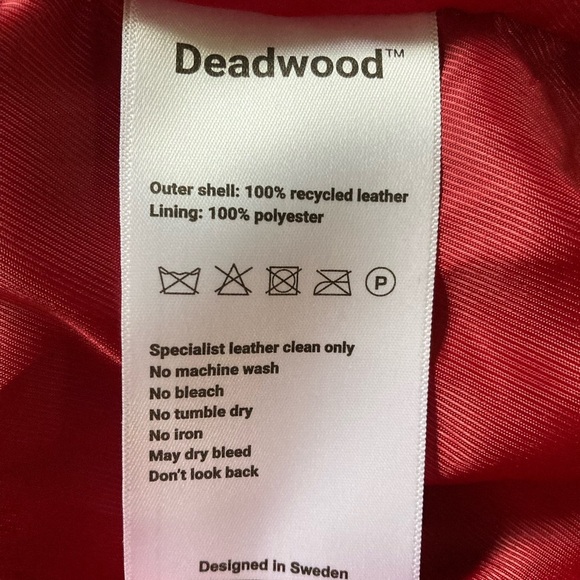 Deadwood™
Outer shell: 100% recycled leather
Lining: 100% polyester
P
Specialist leather clean only
No machine wash
No bleach
No tumble dry
No iron
May dry bleed
Don't look back
Designed in Sweden